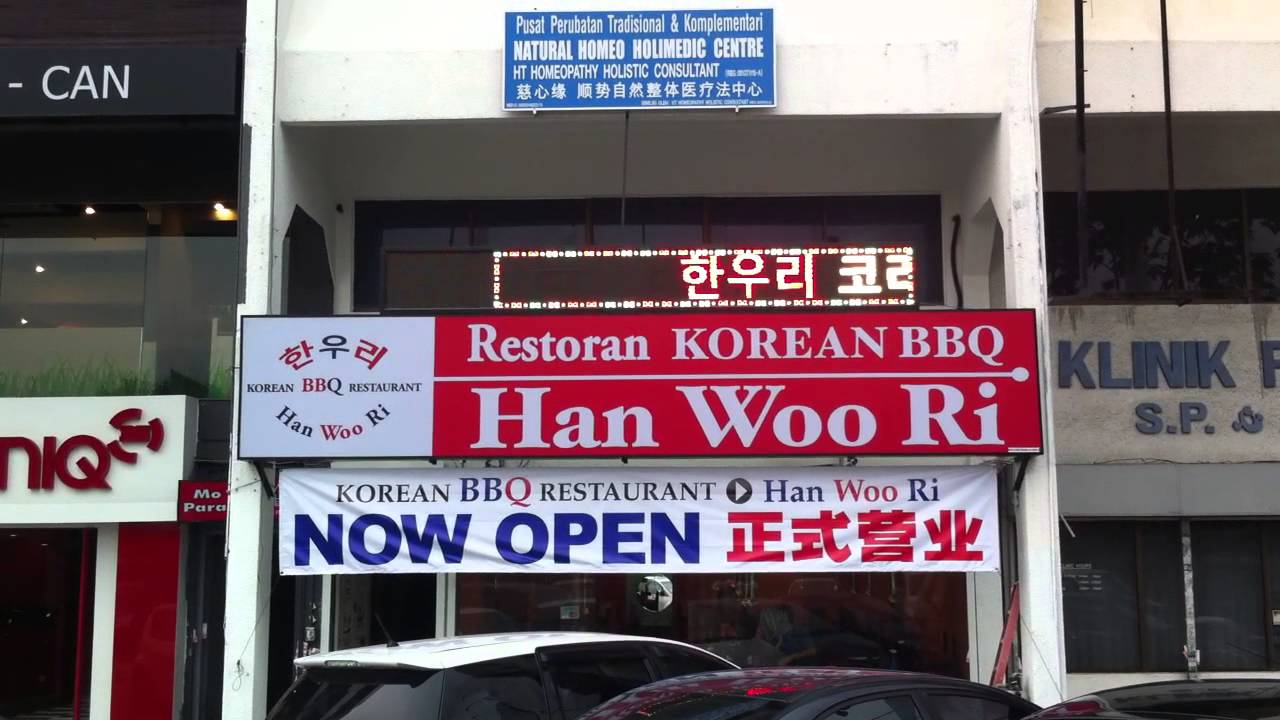 Pusat Perubatan Tradisional & Komplementari
NATURAL HOMEO HOLIMEDIC CENTRE
HT HOMEOPATHY HOLISTIC CONSULTANT
慈心缘 顺势自然整体医疗法中心
- CAN
한우리 코리
한우리
KOREAN BBQ RESTAURANT
Han Woo Ri
Restoran KOREAN BBQ
Han Woo Ri
KLINIK
S.P. &
NIQ
Mo
Para
KOREAN BBQ RESTAURANT Han Woo Ri
NOW OPEN 正式营业